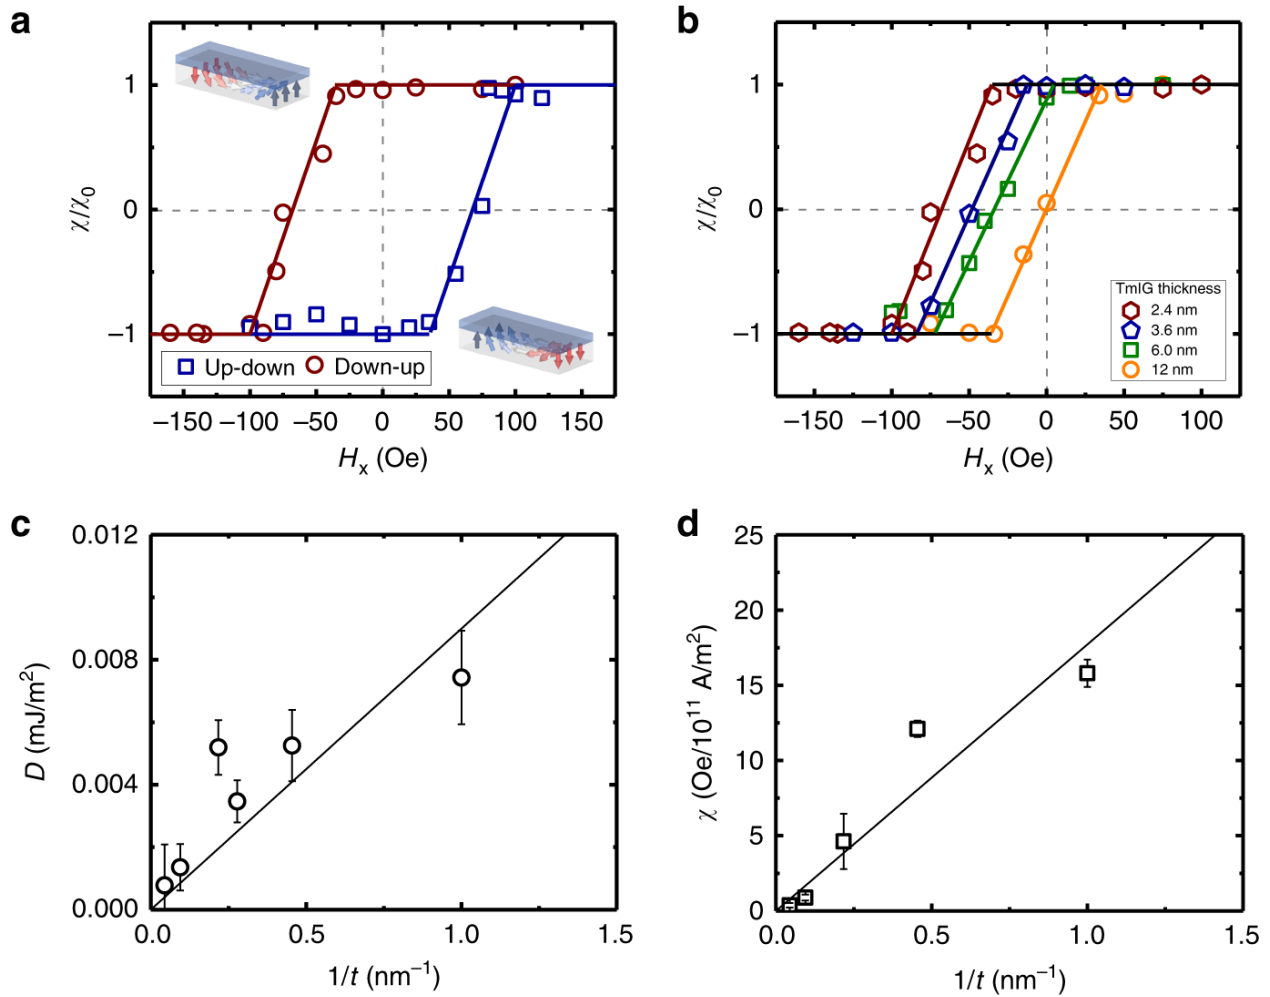 a
1
0
−1
χ/χ0
Up-down
Down-up
−150
−100
−50
0
50
100
150
Hx (Oe)
b
1
0
−1
χ/χ0
TmIG thickness
2.4 nm
3.6 nm
6.0 nm
12 nm
−150
−100
−50
0
50
100
Hx (Oe)
c
0.012
0.008
0.004
0.000
D (mJ/m²)
0.0
0.5
1.0
1.5
1/t (nm⁻¹)
d
25
20
15
10
5
0
χ (Oe/10¹¹ A/m²)
0.0
0.5
1.0
1.5
1/t (nm⁻¹)